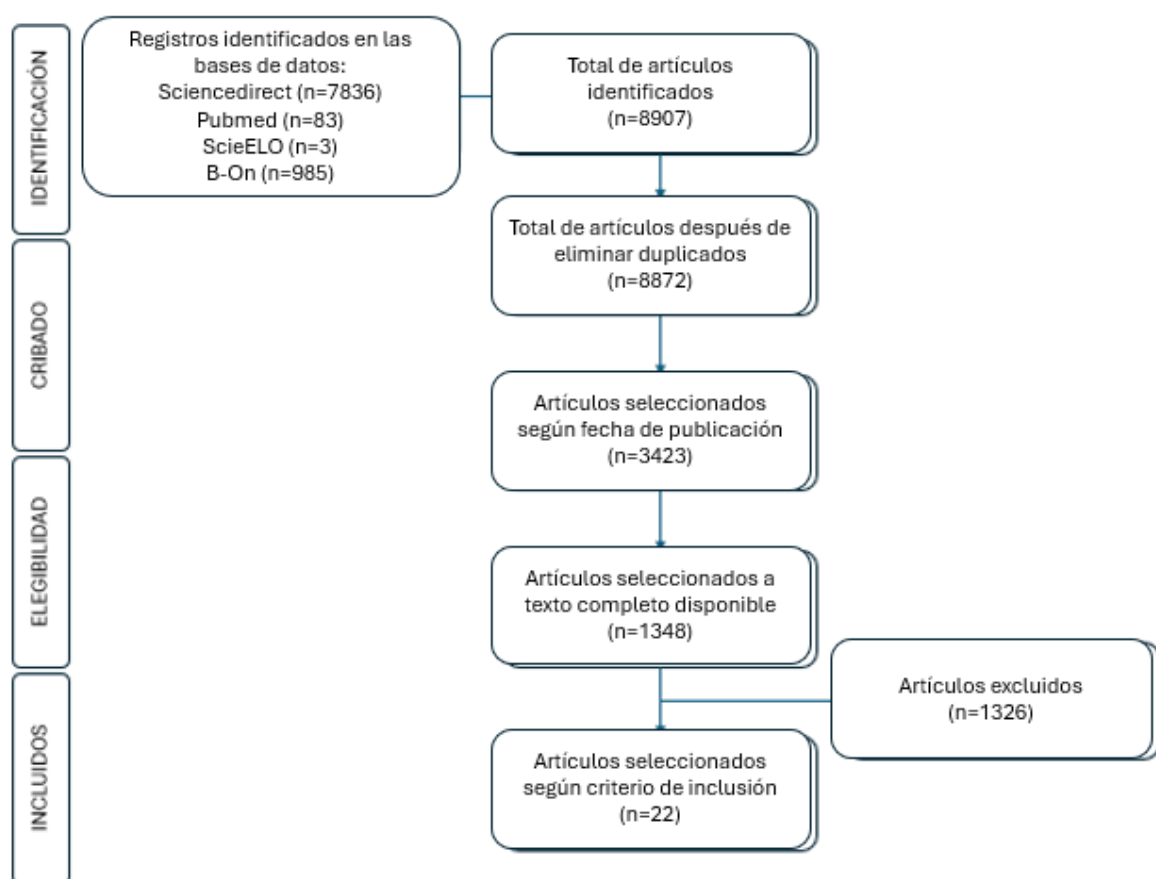 IDENTIFICACIÓN
Registros identificados en las
bases de datos:
Sciencedirect (n=7836)
Pubmed (n=83)
ScieELO (n=3)
B-On (n=985)
Total de artículos
identificados
(n=8907)
Total de artículos después de
eliminar duplicados
(n=8872)
CRIBADO
Artículos seleccionados
según fecha de publicación
(n=3423)
ELEGIBILIDAD
Artículos seleccionados a
texto completo disponible
(n=1348)
Artículos excluidos
(n=1326)
INCLUIDOS
Artículos seleccionados
según criterio de inclusión
(n=22)